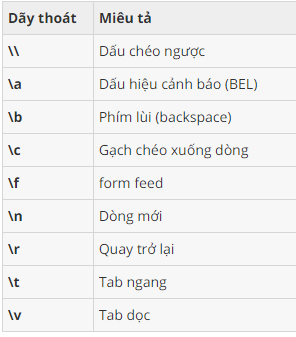 Dãy thoát Miêu tả
\\ Dấu chéo ngược
\a Dấu hiệu cảnh báo (BEL)
\b Phím lùi (backspace)
\c Gạch chéo xuống dòng
\f form feed
\n Dòng mới
\r Quay trở lại
\t Tab ngang
\v Tab dọc